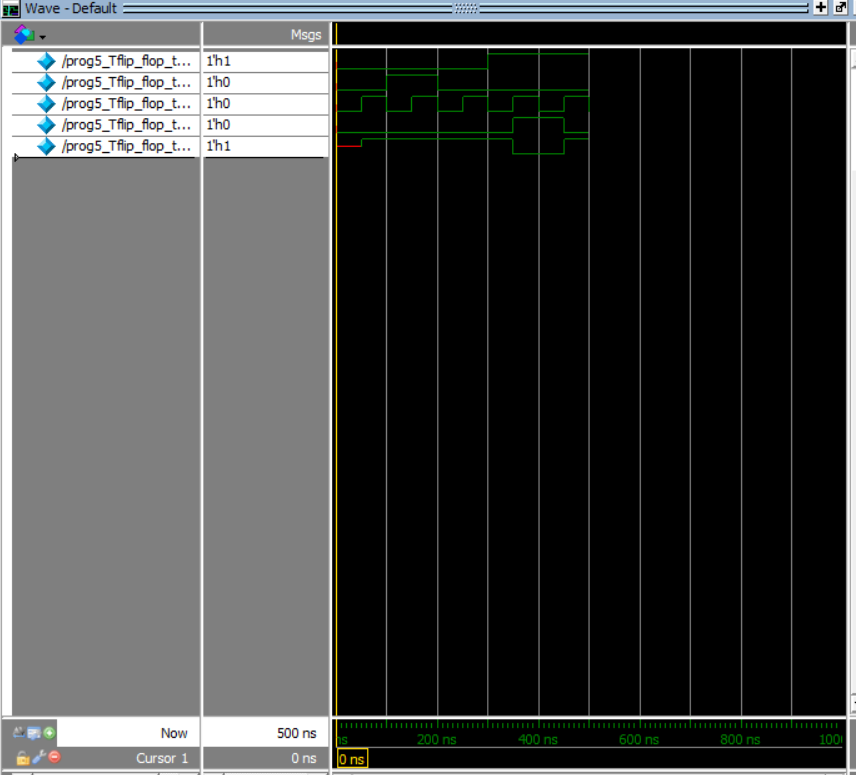 Wave - Default
Msgs
/prog5_Tflip_flop_t... 1'h1
/prog5_Tflip_flop_t... 1'h0
/prog5_Tflip_flop_t... 1'h0
/prog5_Tflip_flop_t... 1'h0
/prog5_Tflip_flop_t... 1'h1
Now 500 ns ns 200 ns 400 ns 600 ns 800 ns 100
Cursor 1 0 ns 0 ns